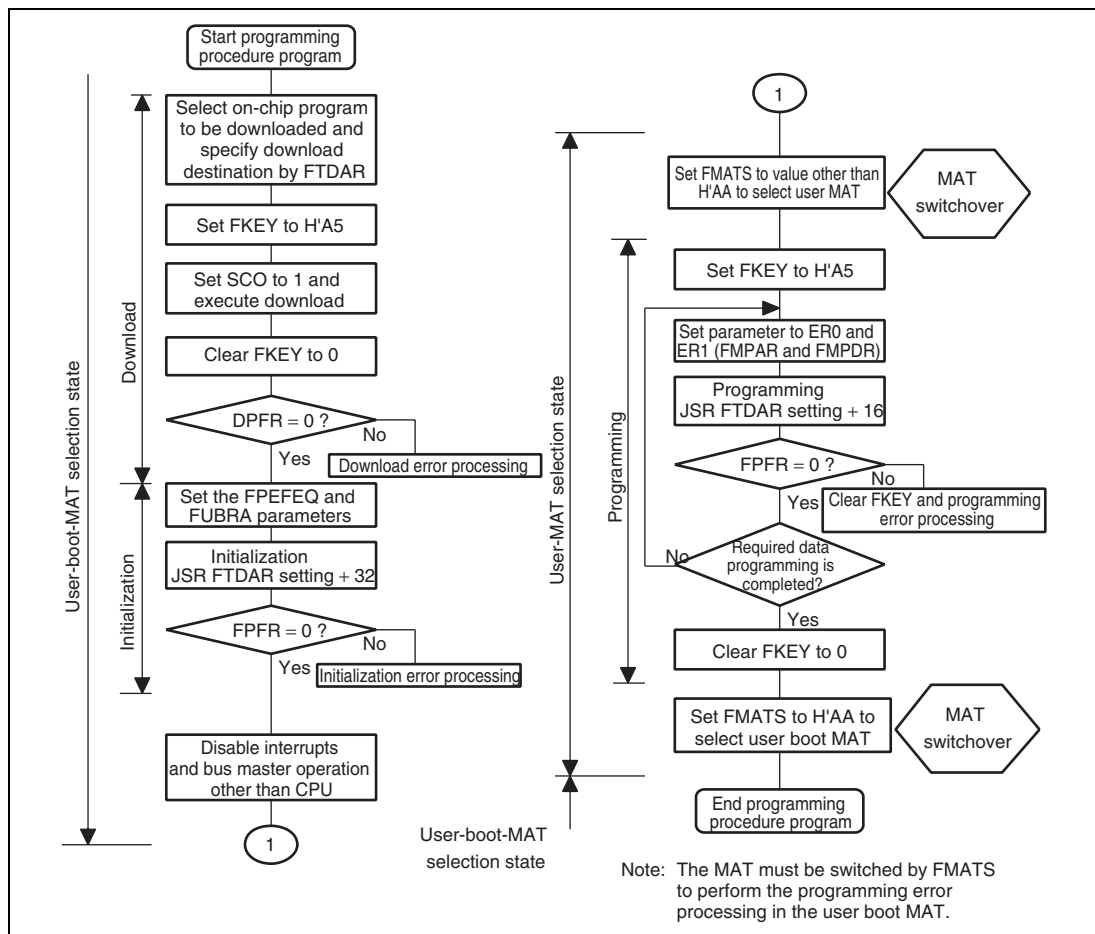 Start programming
procedure program
Select on-chip program
to be downloaded and
specify download
destination by FTDAR
Set FKEY to H'A5
Set SCO to 1 and
execute download
Clear FKEY to 0
DPFR = 0 ?
No
Yes
Download error processing
Set the FPEFEQ and
FUBRA parameters
Initialization
JSR FTDAR setting + 32
FPFR = 0 ?
No
Yes
Initialization error processing
Disable interrupts
and bus master operation
other than CPU
1
Download
Initialization
User-boot-MAT selection state
1
Set FMATS to value other than
H'AA to select user MAT
MAT
switchover
Set FKEY to H'A5
Set parameter to ER0 and
ER1 (FMPAR and FMPDR)
Programming
JSR FTDAR setting + 16
FPFR = 0 ?
No
Yes
Clear FKEY and programming
error processing
No
Required data
programming is
completed?
Yes
Clear FKEY to 0
Set FMATS to H'AA to
select user boot MAT
MAT
switchover
End programming
procedure program
Programming
User-MAT selection state
User-boot-MAT
selection state
Note: The MAT must be switched by FMATS
to perform the programming error
processing in the user boot MAT.